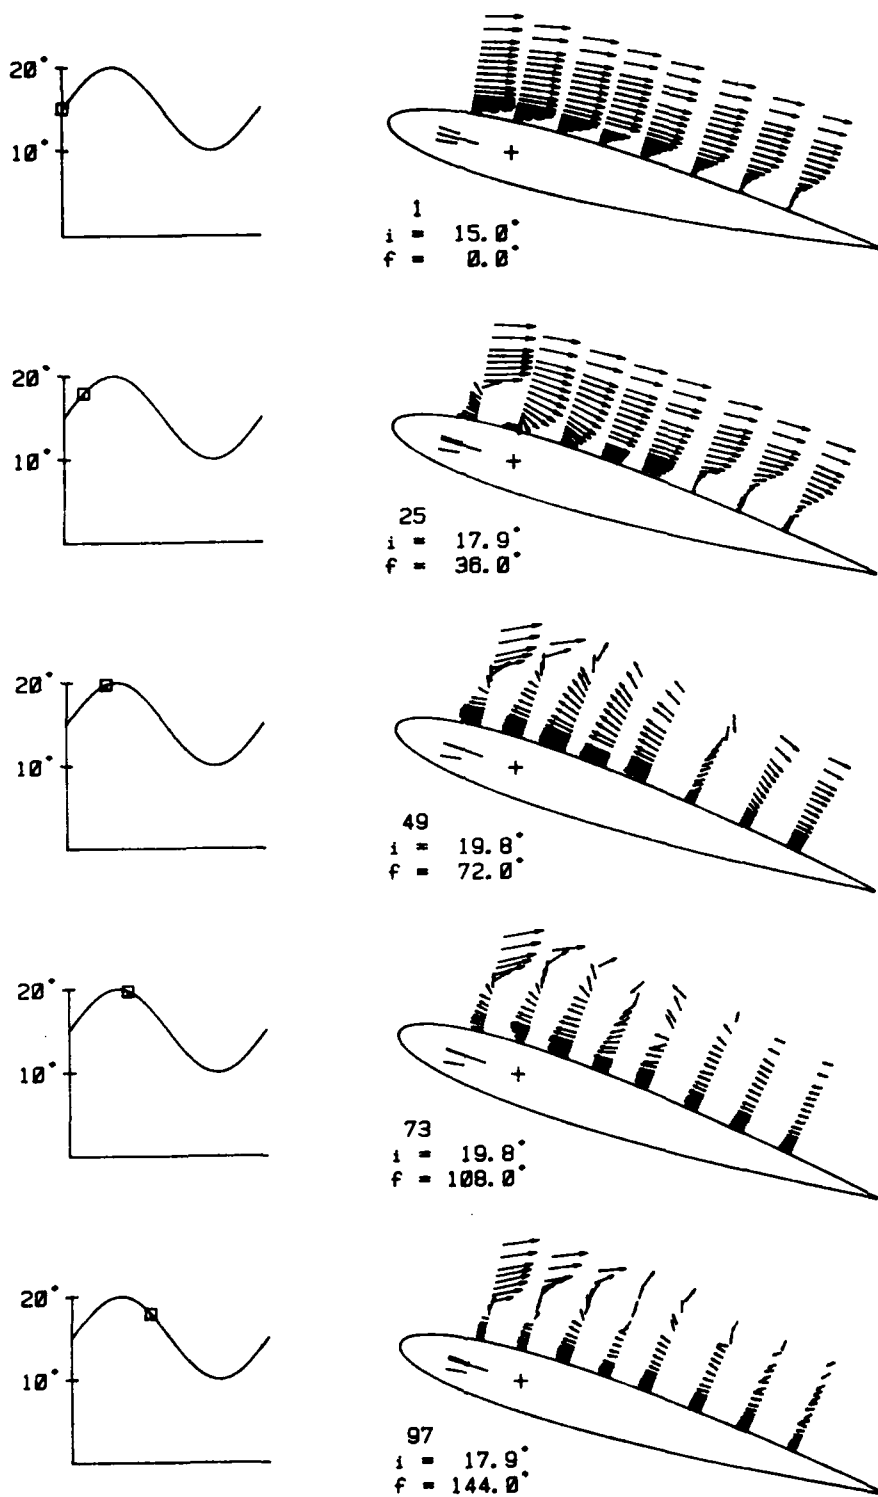 20°
10°
1
i = 15.0°
f = 0.0°
20°
10°
25
i = 17.9°
f = 36.0°
20°
10°
49
i = 19.8°
f = 72.0°
20°
10°
73
i = 19.8°
f = 108.0°
20°
10°
97
i = 17.9°
f = 144.0°